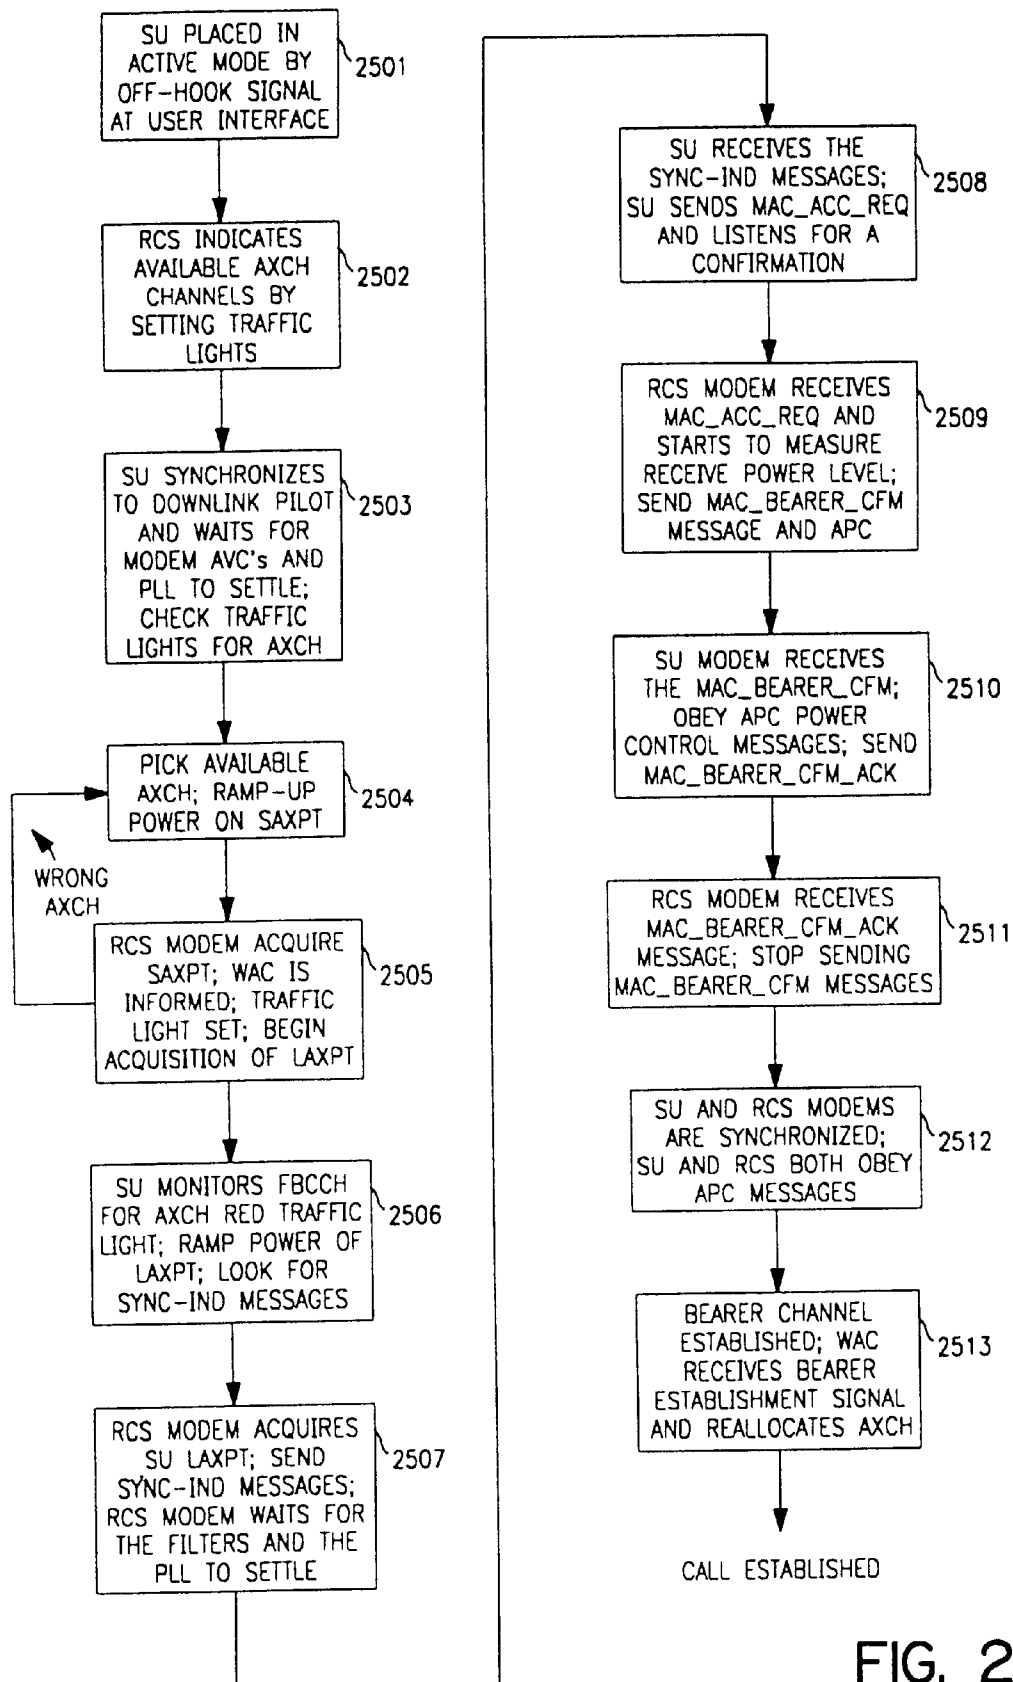 SU PLACED IN
ACTIVE MODE BY
OFF-HOOK SIGNAL
AT USER INTERFACE
2501
RCS INDICATES
AVAILABLE AXCH
CHANNELS BY
SETTING TRAFFIC
LIGHTS
2502
SU SYNCHRONIZES
TO DOWNLINK PILOT
AND WAITS FOR
MODEM AVC's AND
PLL TO SETTLE;
CHECK TRAFFIC
LIGHTS FOR AXCH
2503
PICK AVAILABLE
AXCH; RAMP-UP
POWER ON SAXPT
2504
WRONG
AXCH
RCS MODEM ACQUIRE
SAXPT; WAC IS
INFORMED; TRAFFIC
LIGHT SET; BEGIN
ACQUISITION OF LAXPT
2505
SU MONITORS FBCCH
FOR AXCH RED TRAFFIC
LIGHT; RAMP POWER OF
LAXPT; LOOK FOR
SYNC-IND MESSAGES
2506
RCS MODEM ACQUIRES
SU LAXPT; SEND
SYNC-IND MESSAGES;
RCS MODEM WAITS FOR
THE FILTERS AND THE
PLL TO SETTLE
2507
SU RECEIVES THE
SYNC-IND MESSAGES;
SU SENDS MAC_ACC_REQ
AND LISTENS FOR A
CONFIRMATION
2508
RCS MODEM RECEIVES
MAC_ACC_REQ AND
STARTS TO MEASURE
RECEIVE POWER LEVEL;
SEND MAC_BEARER_CFM
MESSAGE AND APC
2509
SU MODEM RECEIVES
THE MAC_BEARER_CFM;
OBEY APC POWER
CONTROL MESSAGES; SEND
MAC_BEARER_CFM_ACK
2510
RCS MODEM RECEIVES
MAC_BEARER_CFM_ACK
MESSAGE; STOP SENDING
MAC_BEARER_CFM MESSAGES
2511
SU AND RCS MODEMS
ARE SYNCHRONIZED;
SU AND RCS BOTH OBEY
APC MESSAGES
2512
BEARER CHANNEL
ESTABLISHED; WAC
RECEIVES BEARER
ESTABLISHMENT SIGNAL
AND REALLOCATES AXCH
2513
CALL ESTABLISHED
FIG. 2